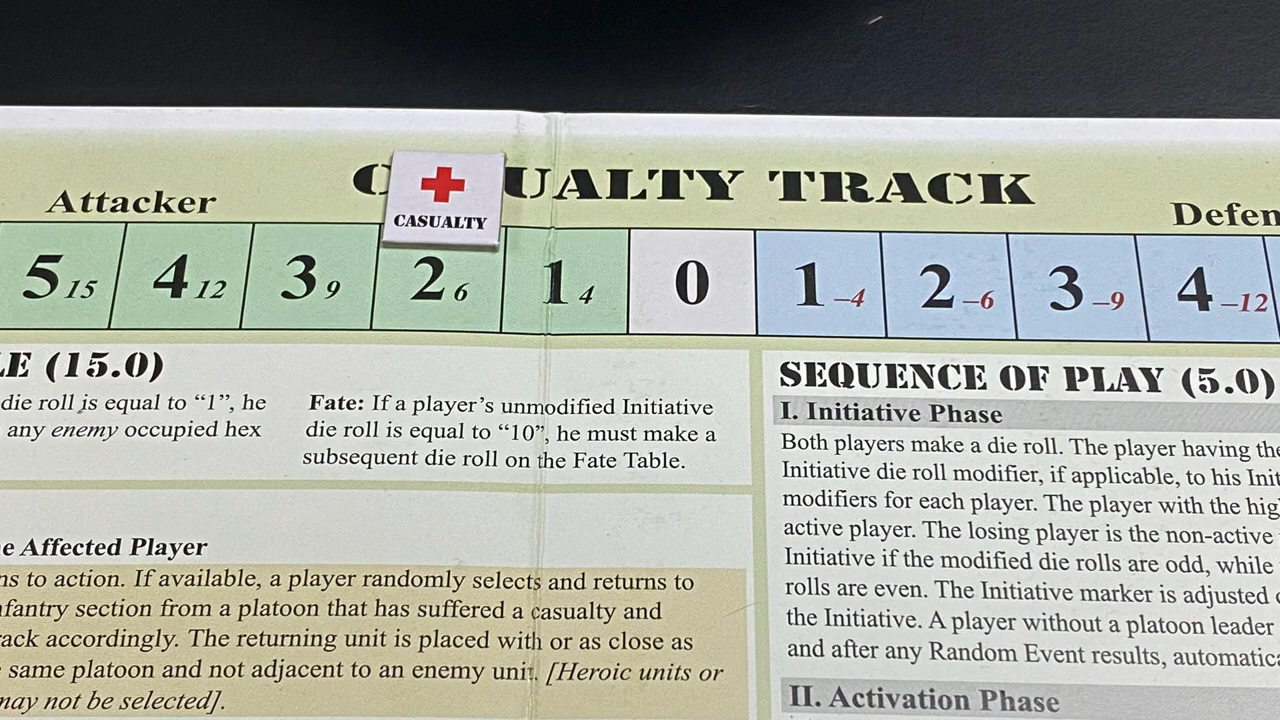 C UALTY TRACK
CASUALTY
Attacker
Defen
5 15 4 12 3 9 2 6 1 4 0 1 –4 2 –6 3 –9 4 –12
LE (15.0)
die roll is equal to “1”, he
any enemy occupied hex
Fate: If a player’s unmodified Initiative
die roll is equal to “10”, he must make a
subsequent die roll on the Fate Table.
e Affected Player
ns to action. If available, a player randomly selects and returns to
nfantry section from a platoon that has suffered a casualty and
rack accordingly. The returning unit is placed with or as close as
same platoon and not adjacent to an enemy unit. [Heroic units or
may not be selected].
SEQUENCE OF PLAY (5.0)
I. Initiative Phase
Both players make a die roll. The player having the
Initiative die roll modifier, if applicable, to his Init
modifiers for each player. The player with the hig
active player. The losing player is the non-active
Initiative if the modified die rolls are odd, while
rolls are even. The Initiative marker is adjusted
the Initiative. A player without a platoon leader
and after any Random Event results, automatica
II. Activation Phase